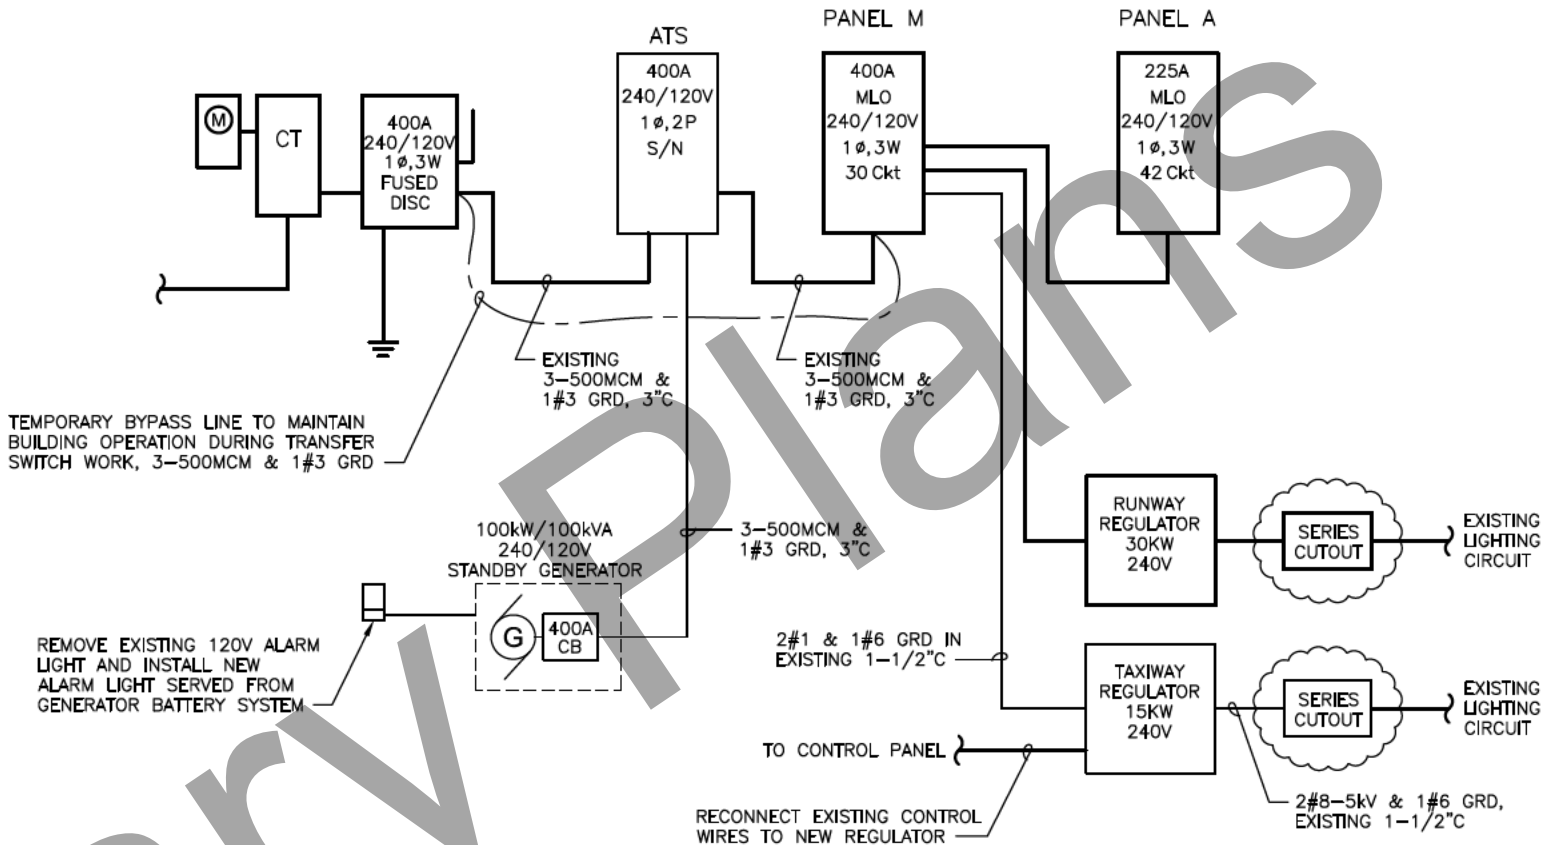 PANEL M
PANEL A
ATS
M
CT
400A
240/120V
1ø,3W
FUSED
DISC
400A
240/120V
1ø,2P
S/N
400A
MLO
240/120V
1ø,3W
30 Ckt
225A
MLO
240/120V
1ø,3W
42 Ckt
EXISTING
3-500MCM &
1#3 GRD, 3"C
EXISTING
3-500MCM &
1#3 GRD, 3"C
TEMPORARY BYPASS LINE TO MAINTAIN
BUILDING OPERATION DURING TRANSFER
SWITCH WORK, 3-500MCM & 1#3 GRD
100kW/100kVA
240/120V
STANDBY GENERATOR
3-500MCM &
1#3 GRD, 3"C
G
400A
CB
REMOVE EXISTING 120V ALARM
LIGHT AND INSTALL NEW
ALARM LIGHT SERVED FROM
GENERATOR BATTERY SYSTEM
RUNWAY
REGULATOR
30KW
240V
SERIES
CUTOUT
EXISTING
LIGHTING
CIRCUIT
2#1 & 1#6 GRD IN
EXISTING 1-1/2"C
TAXIWAY
REGULATOR
15KW
240V
SERIES
CUTOUT
EXISTING
LIGHTING
CIRCUIT
TO CONTROL PANEL
RECONNECT EXISTING CONTROL
WIRES TO NEW REGULATOR
2#8-5kV & 1#6 GRD,
EXISTING 1-1/2"C
ry Plans